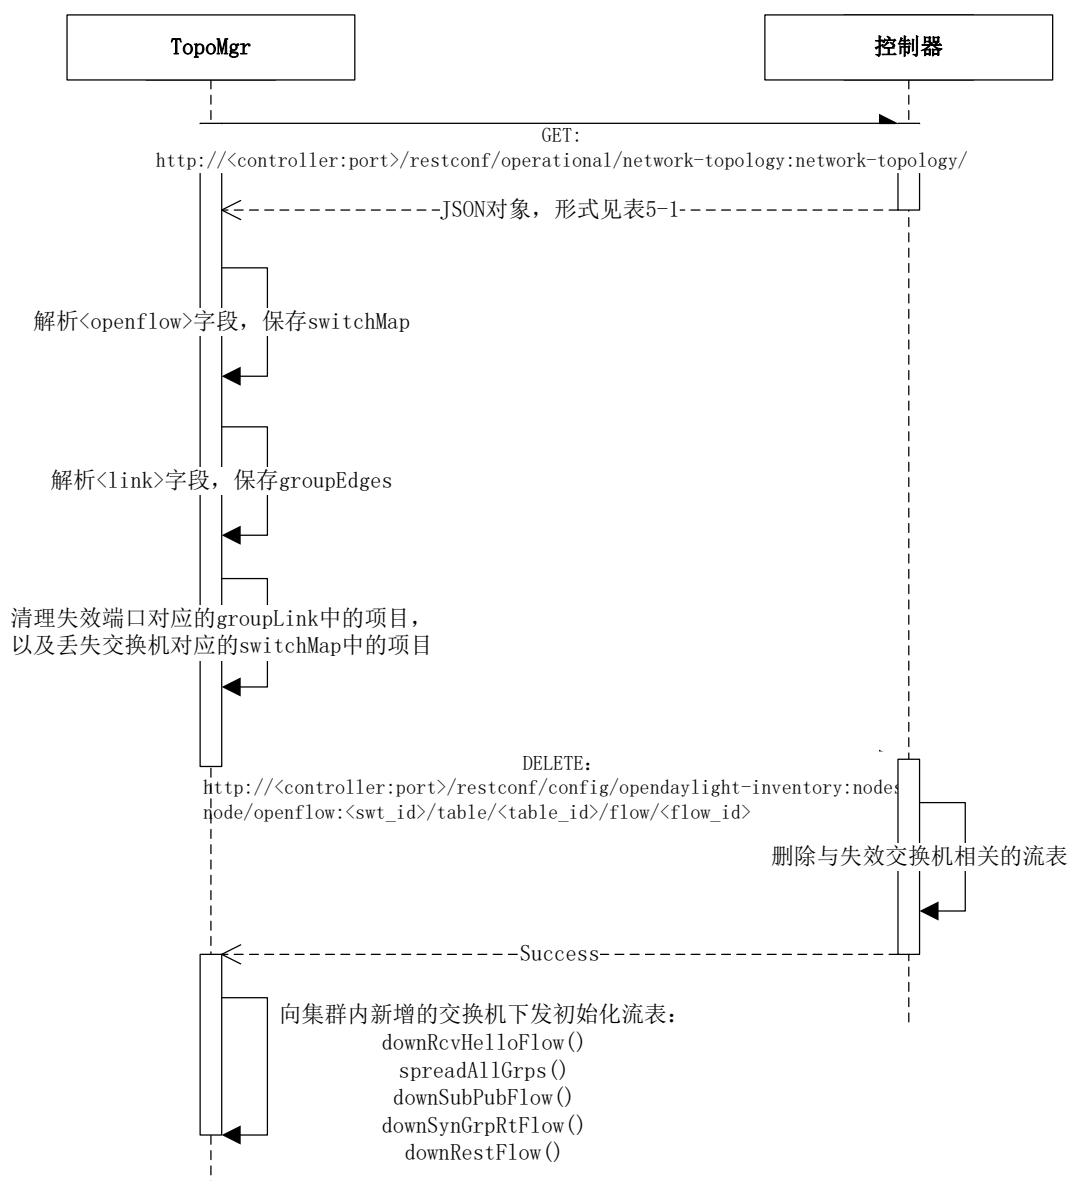 TopoMgr
控制器
GET:
http://<controller:port>/restconf/operational/network-topology:network-topology/
JSON对象，形式见表5-1
解析<openflow>字段，保存switchMap
解析<link>字段，保存groupEdges
清理失效端口对应的groupLink中的项目，
以及丢失交换机对应的switchMap中的项目
DELETE：
http://<controller:port>/restconf/config/opendaylight-inventory:nodes
node/openflow:<swt_id>/table/<table_id>/flow/<flow_id>
删除与失效交换机相关的流表
Success
向集群内新增的交换机下发初始化流表：
downRcvHelloFlow()
spreadAllGrps()
downSubPubFlow()
downSynGrpRtFlow()
downRestFlow()